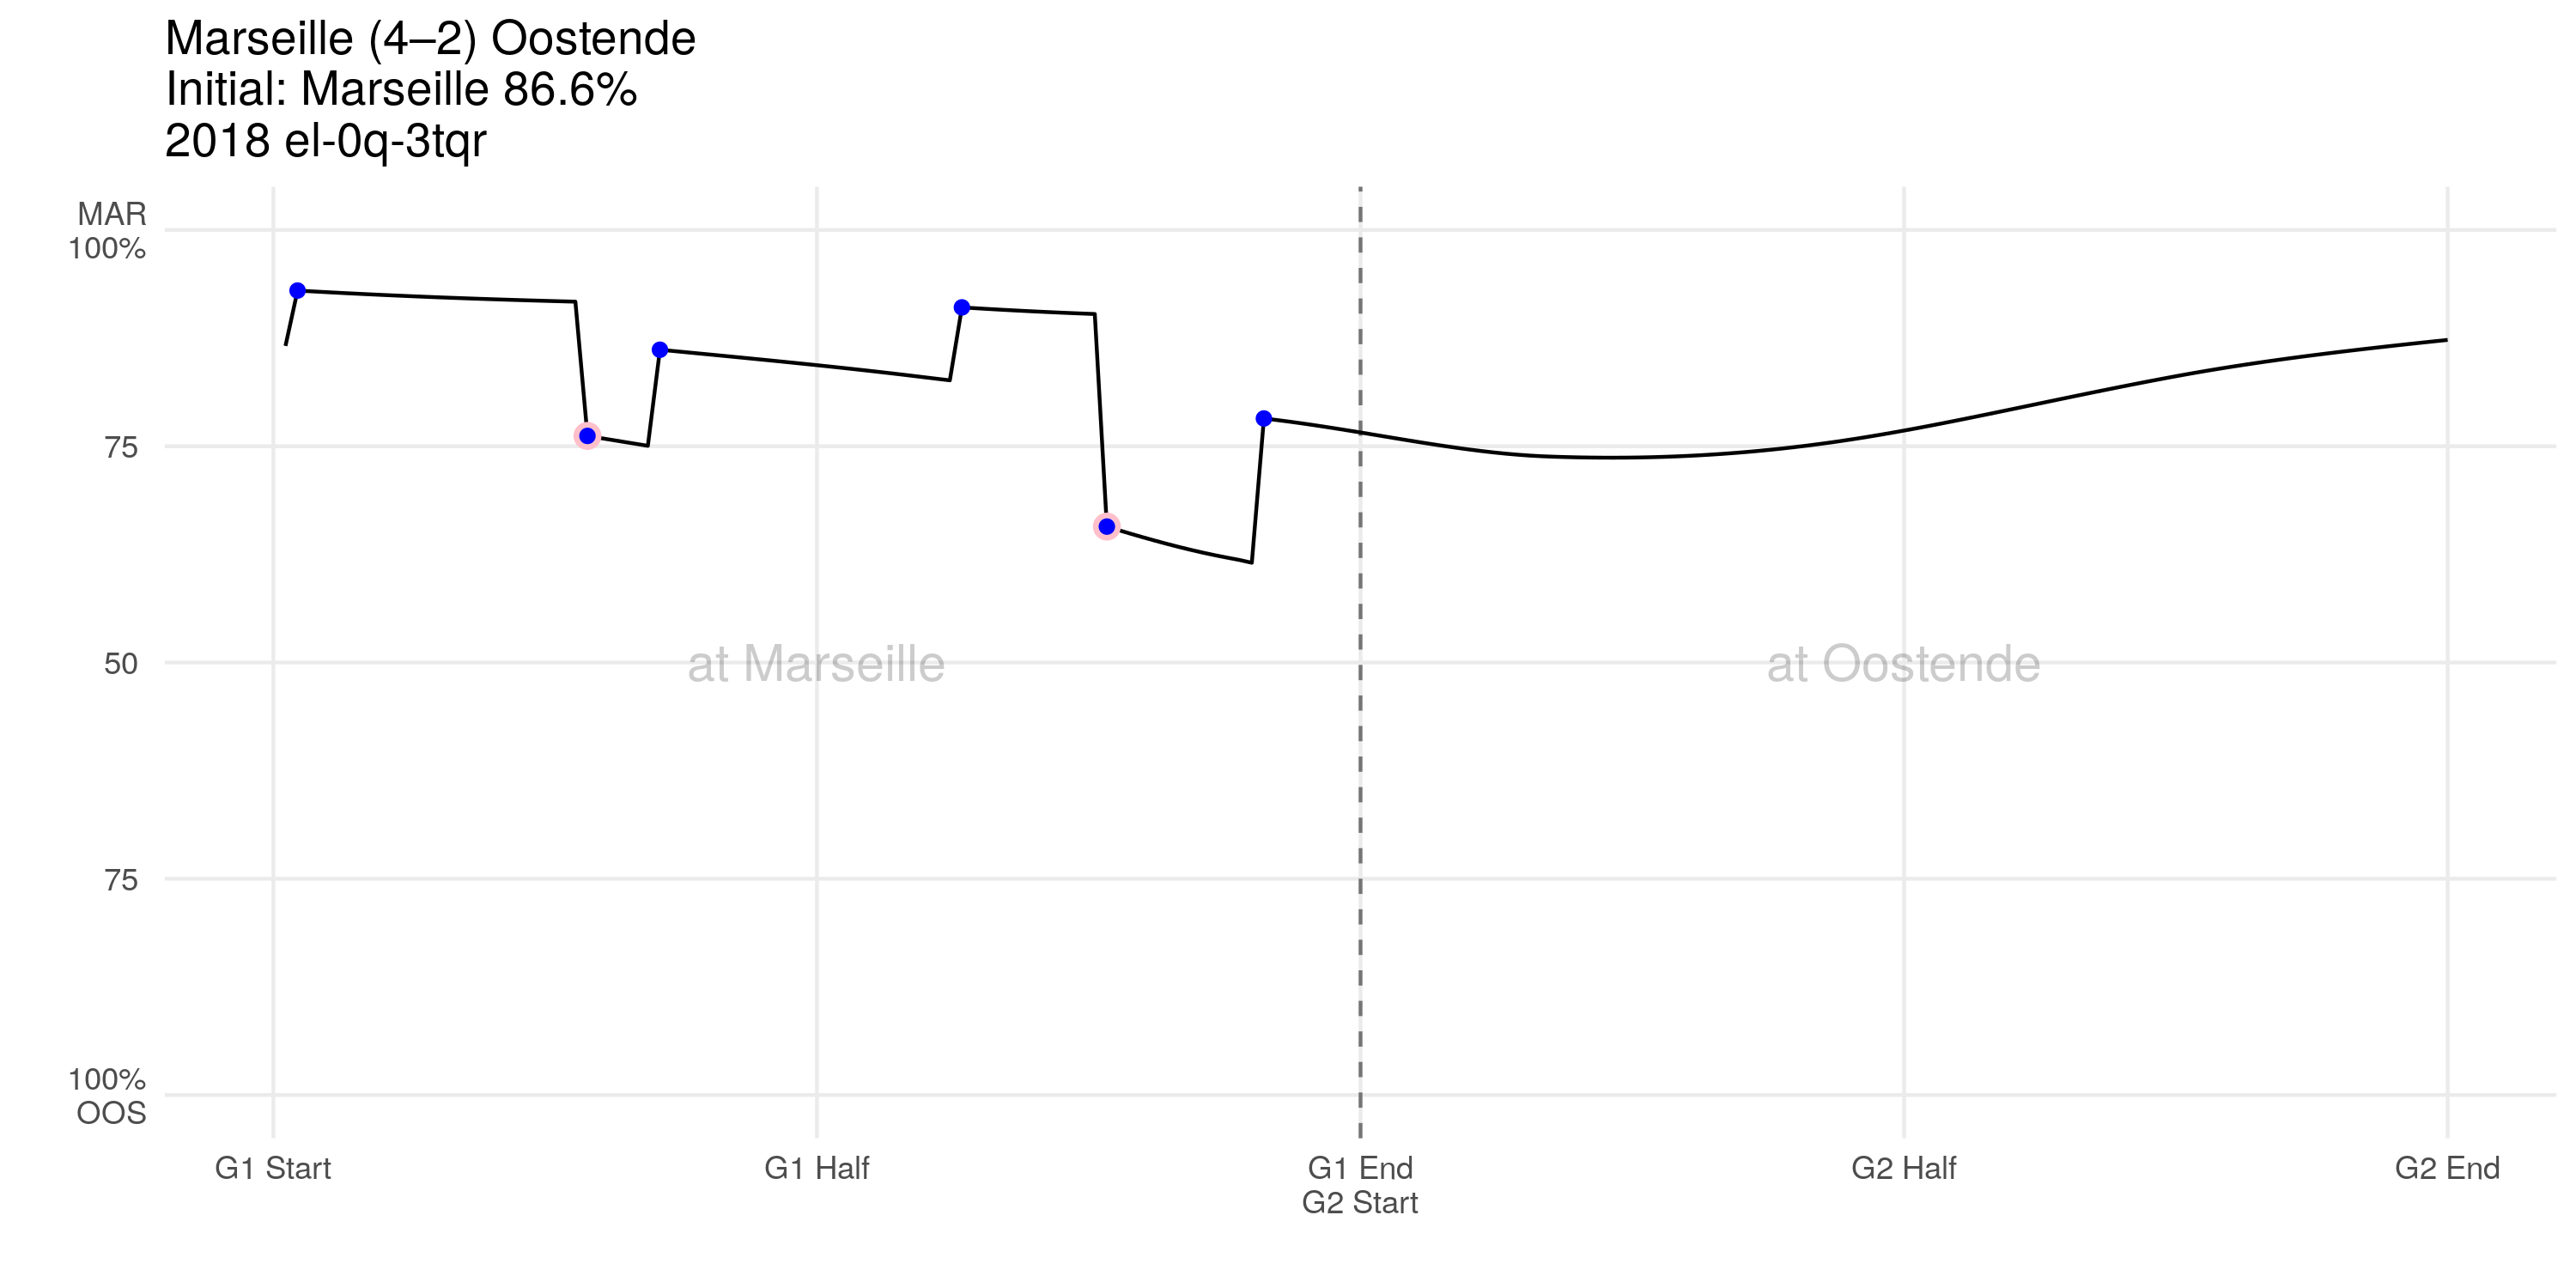 Marseille (4–2) Oostende
Initial: Marseille 86.6%
2018 el-0q-3tqr
MAR
100%
75
50
75
100%
OOS
at Marseille
at Oostende
G1 Start
G1 Half
G1 End
G2 Start
G2 Half
G2 End